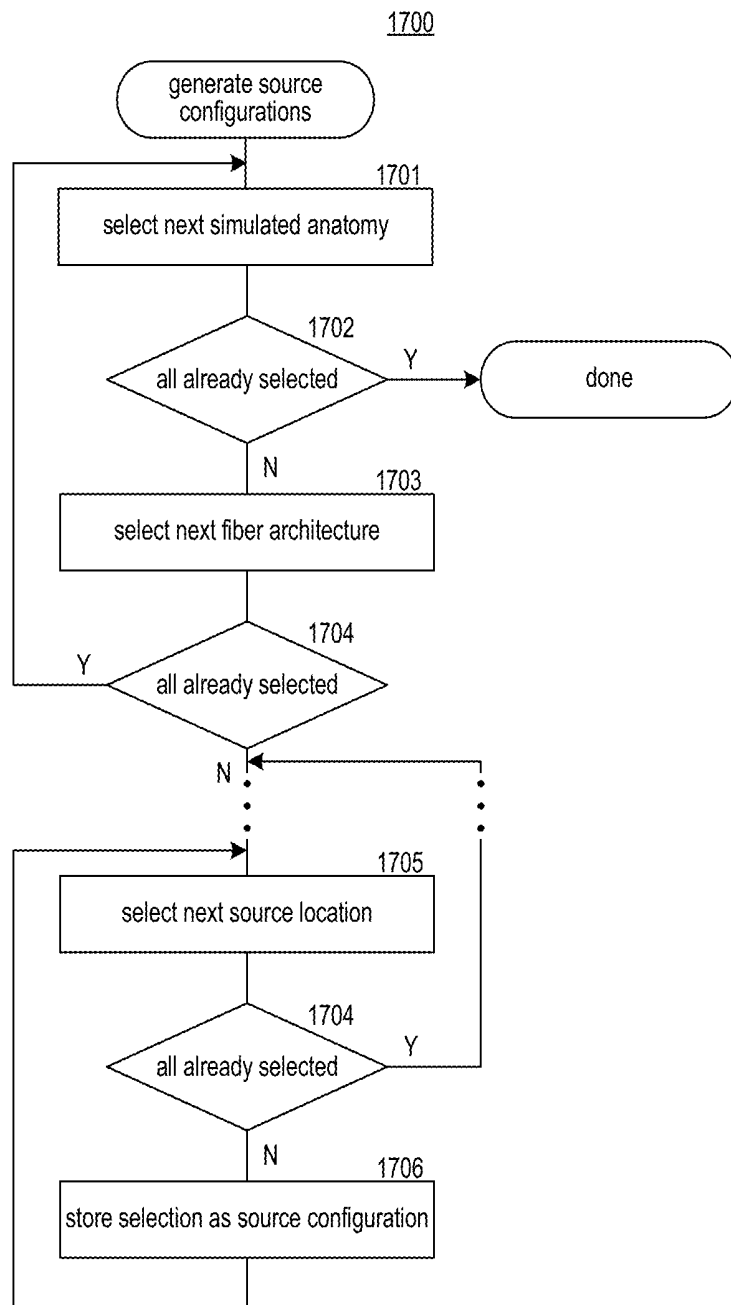 1700
generate source
configurations
1701
select next simulated anatomy
1702
all already selected
Y
done
N
1703
select next fiber architecture
1704
Y
all already selected
N
1705
select next source location
1704
all already selected
Y
N
1706
store selection as source configuration